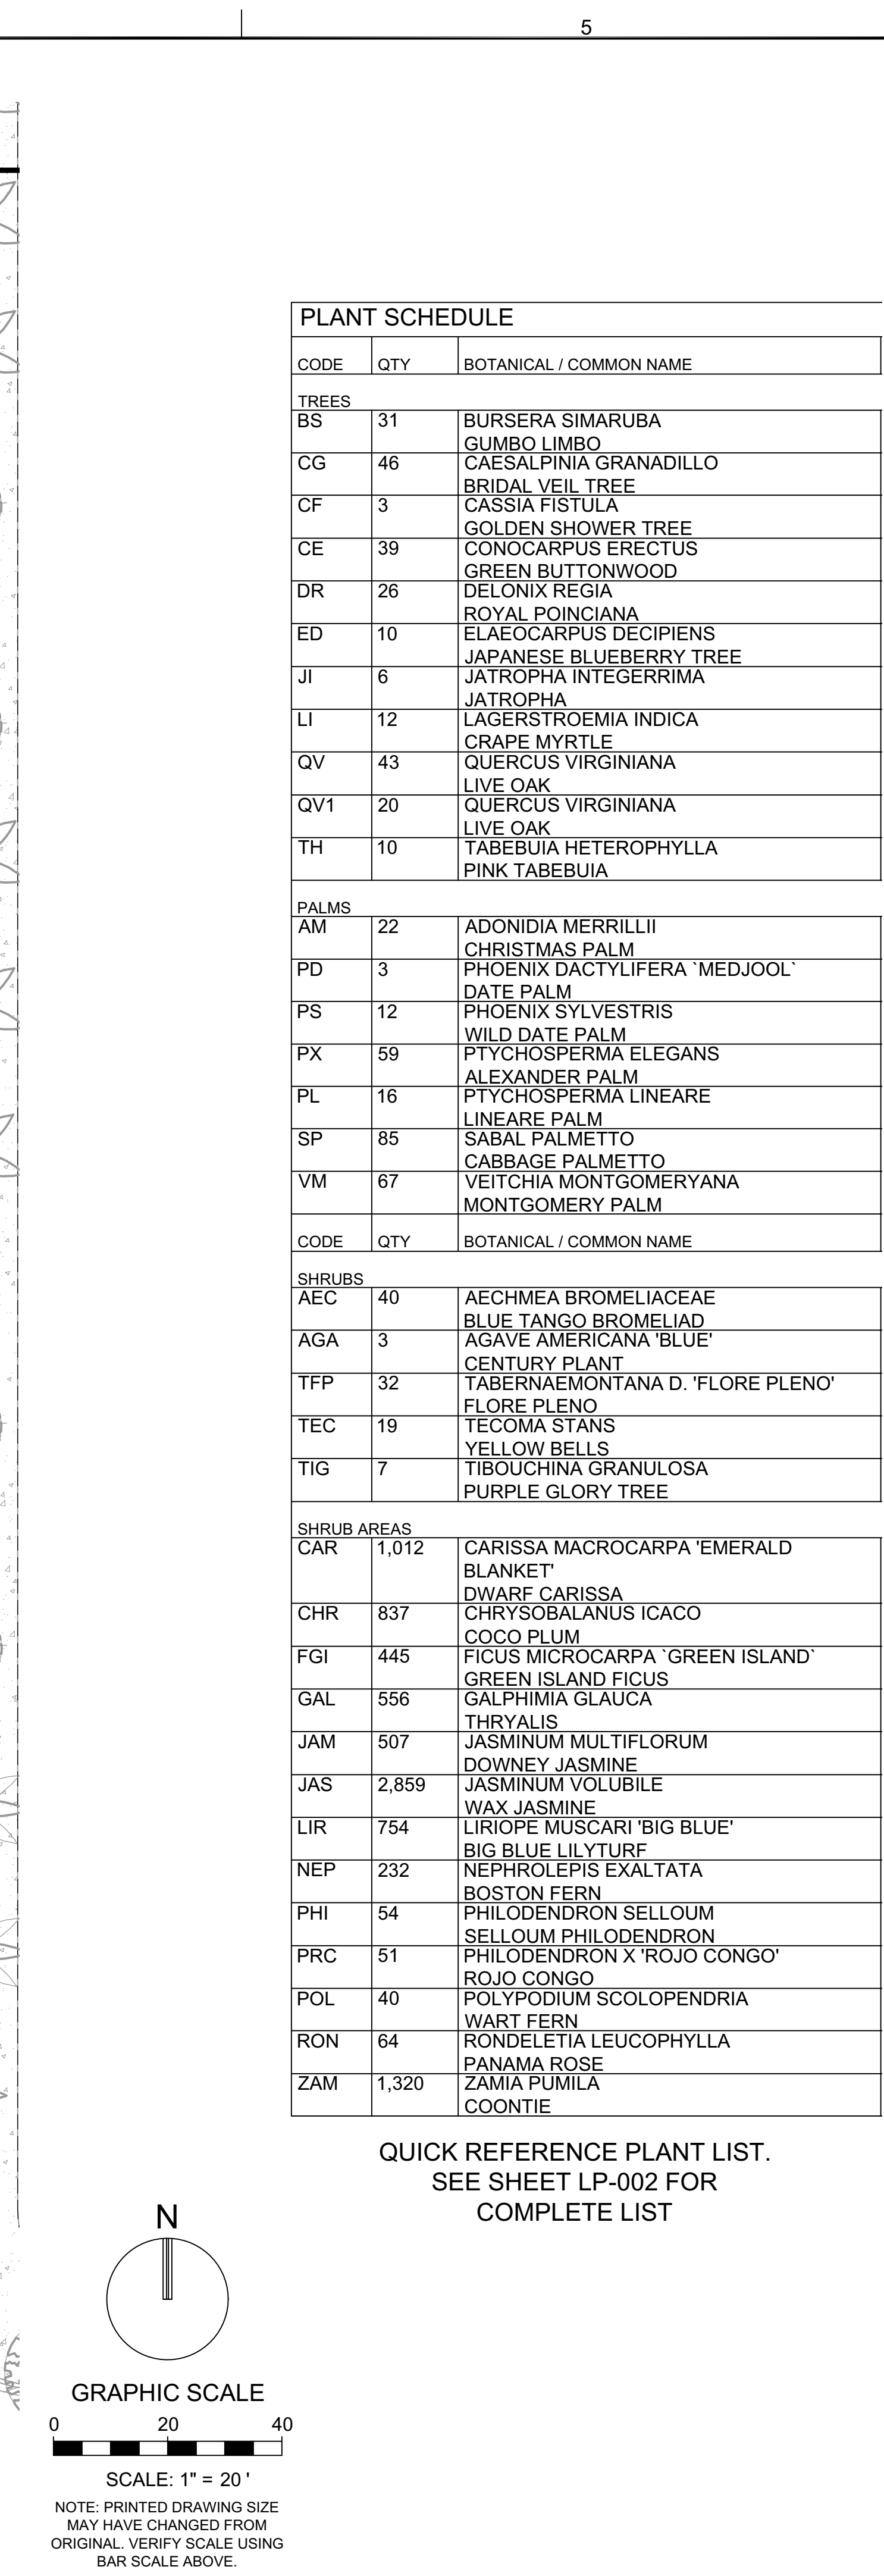 5
PLANT SCHEDULE
CODE QTY BOTANICAL / COMMON NAME
TREES
BS 31 BURSERA SIMARUBA
GUMBO LIMBO
CG 46 CAESALPINIA GRANADILLO
BRIDAL VEIL TREE
CF 3 CASSIA FISTULA
GOLDEN SHOWER TREE
CE 39 CONOCARPUS ERECTUS
GREEN BUTTONWOOD
DR 26 DELONIX REGIA
ROYAL POINCIANA
ED 10 ELAEOCARPUS DECIPIENS
JAPANESE BLUEBERRY TREE
JI 6 JATROPHA INTEGERRIMA
JATROPHA
LI 12 LAGERSTROEMIA INDICA
CRAPE MYRTLE
QV 43 QUERCUS VIRGINIANA
LIVE OAK
QV1 20 QUERCUS VIRGINIANA
LIVE OAK
TH 10 TABEBUIA HETEROPHYLLA
PINK TABEBUIA
PALMS
AM 22 ADONIDIA MERRILLII
CHRISTMAS PALM
PD 3 PHOENIX DACTYLIFERA `MEDJOOL`
DATE PALM
PS 12 PHOENIX SYLVESTRIS
WILD DATE PALM
PX 59 PTYCHOSPERMA ELEGANS
ALEXANDER PALM
PL 16 PTYCHOSPERMA LINEARE
LINEARE PALM
SP 85 SABAL PALMETTO
CABBAGE PALMETTO
VM 67 VEITCHIA MONTGOMERYANA
MONTGOMERY PALM
CODE QTY BOTANICAL / COMMON NAME
SHRUBS
AEC 40 AECHMEA BROMELIACEAE
BLUE TANGO BROMELIAD
AGA 3 AGAVE AMERICANA 'BLUE'
CENTURY PLANT
TFP 32 TABERNAEMONTANA D. 'FLORE PLENO'
FLORE PLENO
TEC 19 TECOMA STANS
YELLOW BELLS
TIG 7 TIBOUCHINA GRANULOSA
PURPLE GLORY TREE
SHRUB AREAS
CAR 1,012 CARISSA MACROCARPA 'EMERALD
BLANKET'
DWARF CARISSA
CHR 837 CHRYSOBALANUS ICACO
COCO PLUM
FGI 445 FICUS MICROCARPA `GREEN ISLAND`
GREEN ISLAND FICUS
GAL 556 GALPHIMIA GLAUCA
THRYALIS
JAM 507 JASMINUM MULTIFLORUM
DOWNEY JASMINE
JAS 2,859 JASMINUM VOLUBILE
WAX JASMINE
LIR 754 LIRIOPE MUSCARI 'BIG BLUE'
BIG BLUE LILYTURF
NEP 232 NEPHROLEPIS EXALTATA
BOSTON FERN
PHI 54 PHILODENDRON SELLOUM
SELLOUM PHILODENDRON
PRC 51 PHILODENDRON X 'ROJO CONGO'
ROJO CONGO
POL 40 POLYPODIUM SCOLOPENDRIA
WART FERN
RON 64 RONDELETIA LEUCOPHYLLA
PANAMA ROSE
ZAM 1,320 ZAMIA PUMILA
COONTIE
QUICK REFERENCE PLANT LIST.
SEE SHEET LP-002 FOR
COMPLETE LIST
N
GRAPHIC SCALE
0 20 40
SCALE: 1" = 20 '
NOTE: PRINTED DRAWING SIZE
MAY HAVE CHANGED FROM
ORIGINAL. VERIFY SCALE USING
BAR SCALE ABOVE.